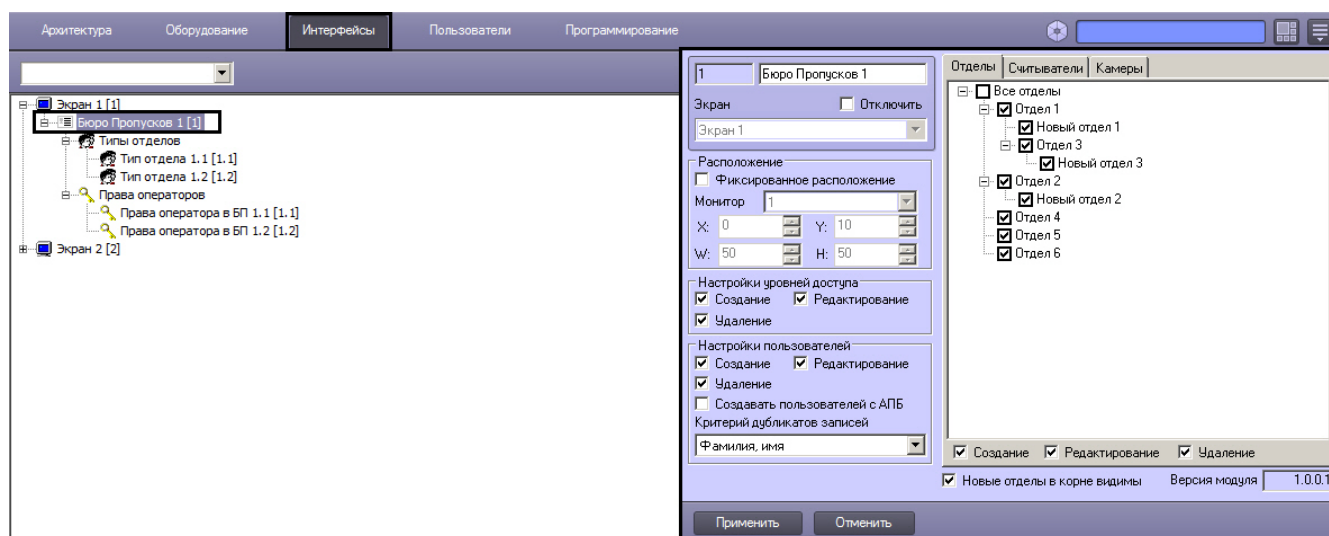 Архитектура Оборудование Интерфейсы Пользователи Программирование
Экран 1 [1]
Бюро Пропусков 1 [1]
Типы отделов
Тип отдела 1.1 [1.1]
Тип отдела 1.2 [1.2]
Права операторов
Права оператора в БП 1.1 [1.1]
Права оператора в БП 1.2 [1.2]
Экран 2 [2]
1 Бюро Пропусков 1
Экран Отключить
Экран 1
Расположение
Фиксированное расположение
Монитор 1
X: 0 Y: 10
W: 50 H: 50
Настройки уровней доступа
Создание Редактирование
Удаление
Настройки пользователей
Создание Редактирование
Удаление
Создавать пользователей с АПБ
Критерий дубликатов записей
Фамилия, имя
Отделы Считыватели Камеры
Все отделы
Отдел 1
Новый отдел 1
Отдел 3
Новый отдел 3
Отдел 2
Новый отдел 2
Отдел 4
Отдел 5
Отдел 6
Создание Редактирование Удаление
Новые отделы в корне видимы Версия модуля 1.0.0.1
Применить Отменить